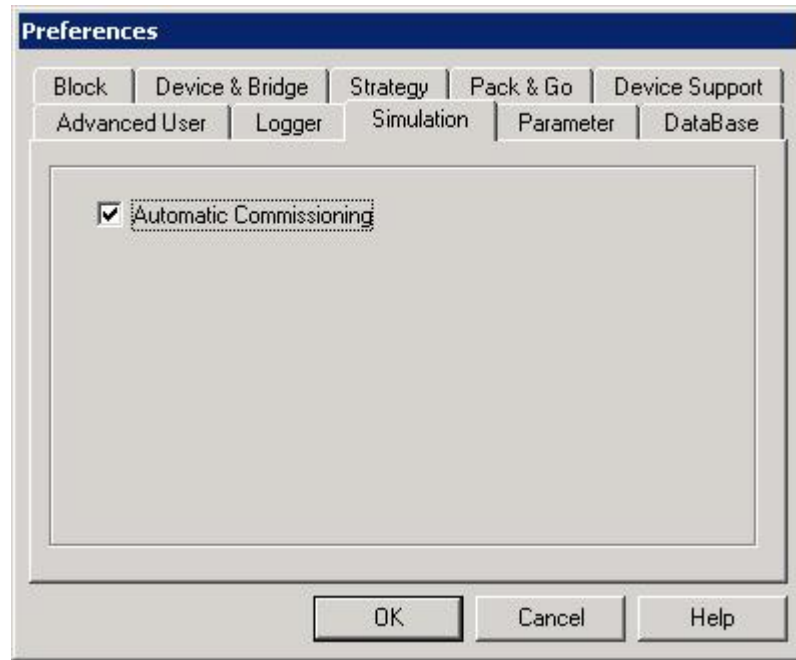 Preferences
Block Device & Bridge Strategy Pack & Go Device Support
Advanced User Logger Simulation Parameter DataBase
Automatic Commissioning
OK Cancel Help